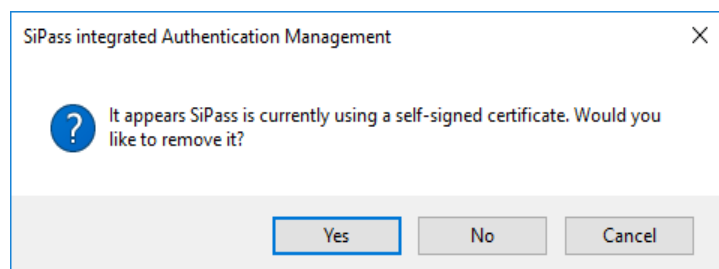 SiPass integrated Authentication Management
It appears SiPass is currently using a self-signed certificate. Would you
like to remove it?
Yes No Cancel